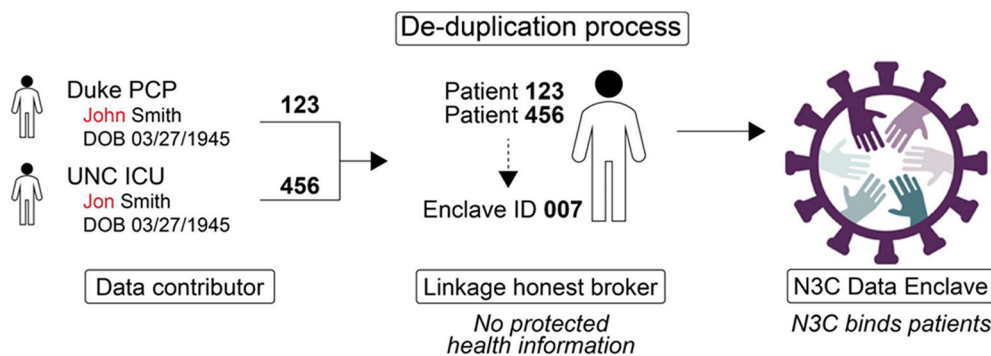 De-duplication process
Duke PCP
John Smith
DOB 03/27/1945
123
UNC ICU
Jon Smith
DOB 03/27/1945
456
Data contributor
Patient 123
Patient 456
Enclave ID 007
Linkage honest broker
No protected
health information
N3C Data Enclave
N3C binds patients